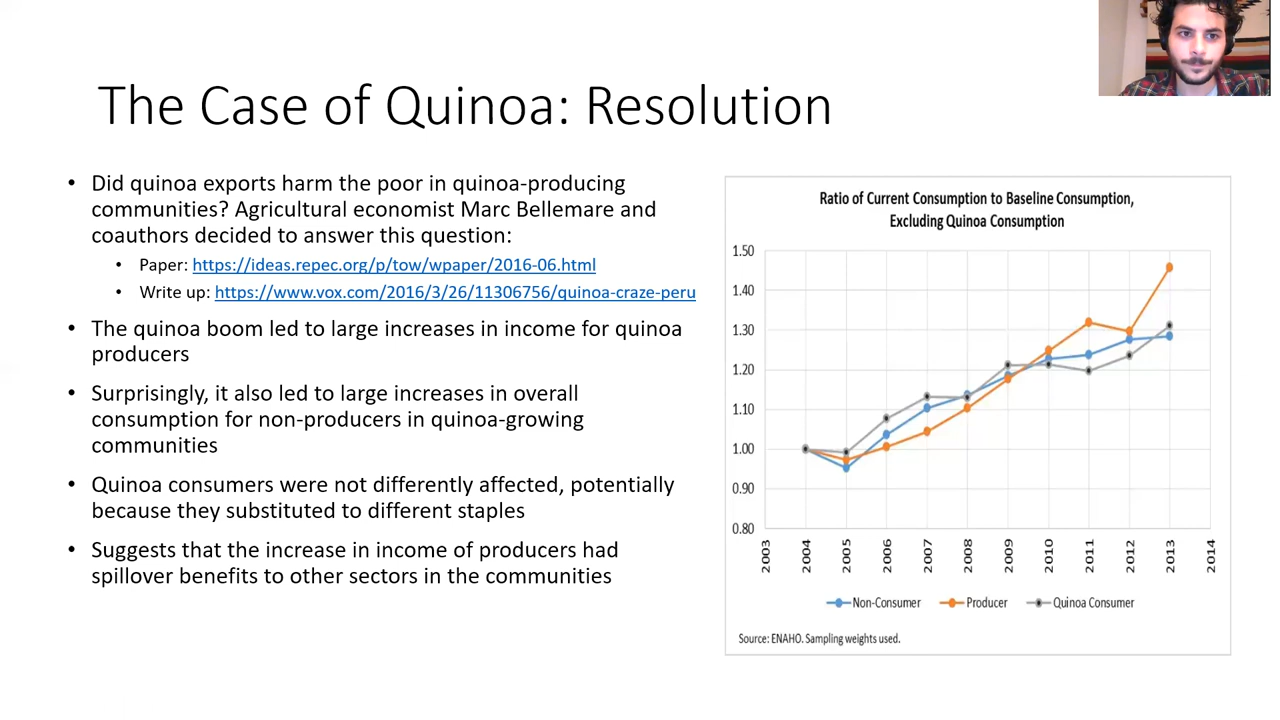 The Case of Quinoa: Resolution
• Did quinoa exports harm the poor in quinoa-producing
communities? Agricultural economist Marc Bellemare and
coauthors decided to answer this question:
• Paper: https://ideas.repec.org/p/tow/wpaper/2016-06.html
• Write up: https://www.vox.com/2016/3/26/11306756/quinoa-craze-peru
• The quinoa boom led to large increases in income for quinoa
producers
• Surprisingly, it also led to large increases in overall
consumption for non-producers in quinoa-growing
communities
• Quinoa consumers were not differently affected, potentially
because they substituted to different staples
• Suggests that the increase in income of producers had
spillover benefits to other sectors in the communities
Ratio of Current Consumption to Baseline Consumption,
Excluding Quinoa Consumption
1.50
1.40
1.30
1.20
1.10
1.00
0.90
0.80
2003 2004 2005 2006 2007 2008 2009 2010 2011 2012 2013 2014
Non-Consumer Producer Quinoa Consumer
Source: ENAHO. Sampling weights used.